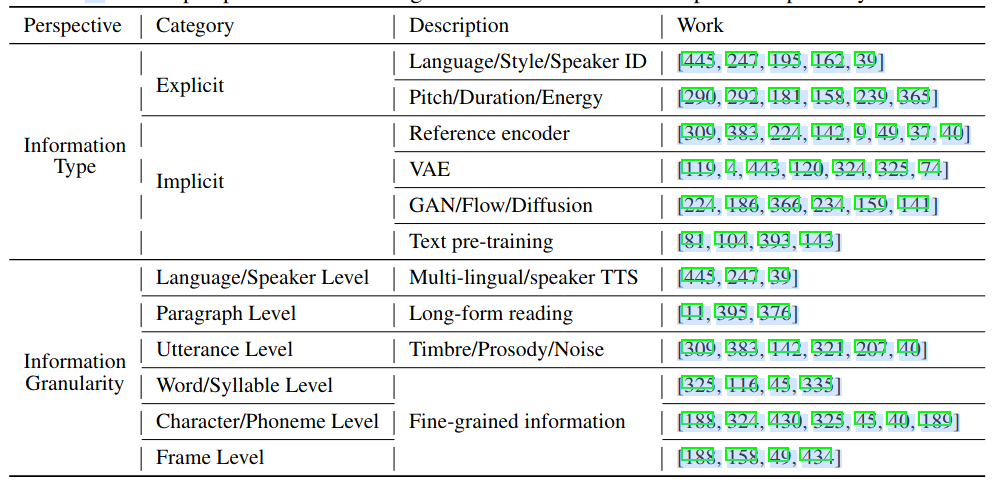 Perspective Category Description Work
Information Type Explicit Language/Style/Speaker ID [445, 247, 195, 162, 39]
Pitch/Duration/Energy [290, 292, 181, 158, 239, 365]
Implicit Reference encoder [309, 383, 224, 142, 9, 49, 37, 40]
VAE [119, 4, 443, 120, 324, 325, 74]
GAN/Flow/Diffusion [224, 186, 366, 234, 159, 141]
Text pre-training [81, 104, 393, 143]
Information Granularity Language/Speaker Level Multi-lingual/speaker TTS [445, 247, 39]
Paragraph Level Long-form reading [11, 395, 376]
Utterance Level Timbre/Prosody/Noise [309, 383, 142, 321, 207, 40]
Word/Syllable Level Fine-grained information [325, 116, 45, 335]
Character/Phoneme Level [188, 324, 430, 325, 45, 40, 189]
Frame Level [188, 158, 49, 434]